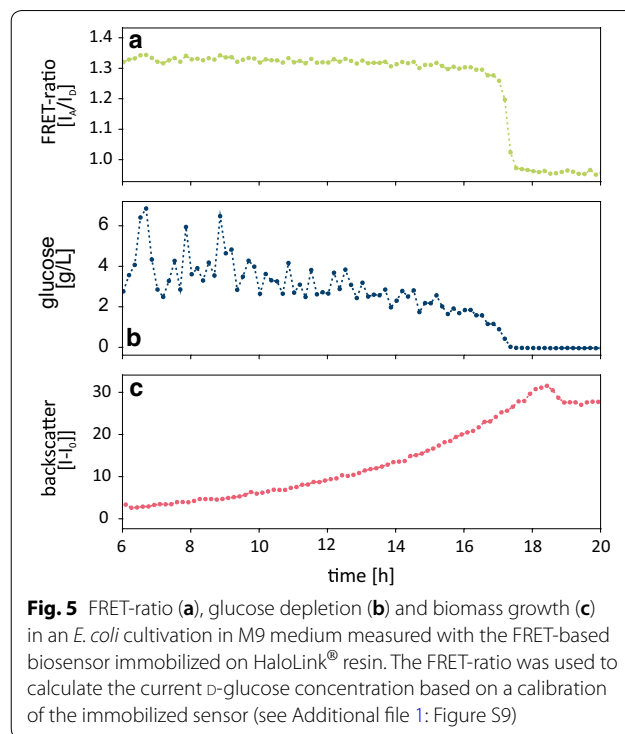 a
1.4
1.3
1.2
1.1
1.0
FRET-ratio
[I_A/I_D]
6
4
2
0
glucose
[g/L]
b
c
30
20
10
0
backscatter
[I-I_0]]
6 8 10 12 14 16 18 20
time [h]
Fig. 5 FRET-ratio (a), glucose depletion (b) and biomass growth (c)
in an E. coli cultivation in M9 medium measured with the FRET-based
biosensor immobilized on HaloLink® resin. The FRET-ratio was used to
calculate the current D-glucose concentration based on a calibration
of the immobilized sensor (see Additional file 1: Figure S9)